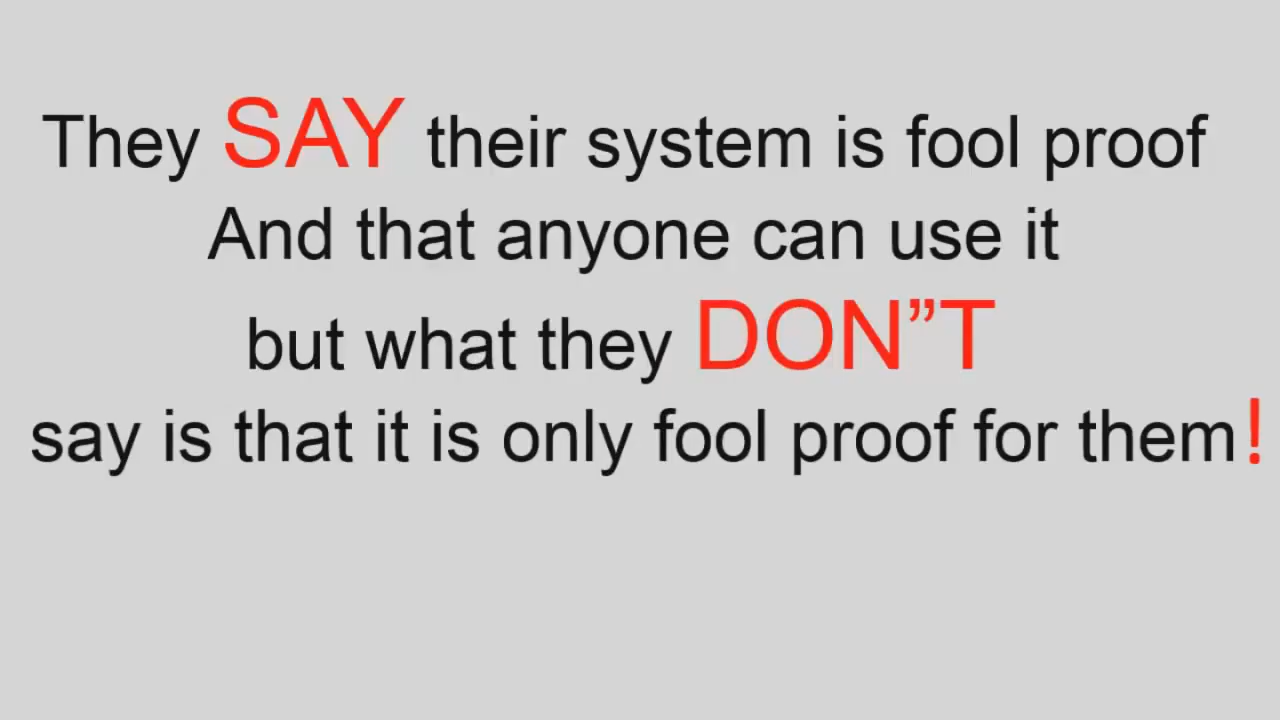 They SAY their system is fool proof
And that anyone can use it
but what they DON”T
say is that it is only fool proof for them!